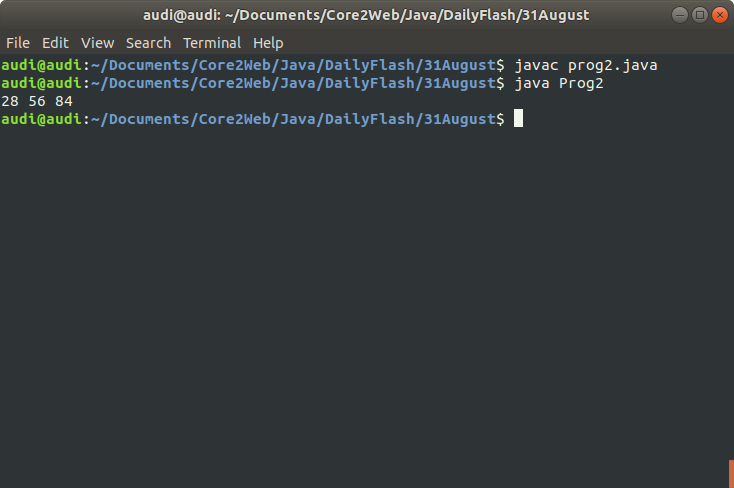 audi@audi: ~/Documents/Core2Web/Java/DailyFlash/31August
File Edit View Search Terminal Help
audi@audi:~/Documents/Core2Web/Java/DailyFlash/31August$ javac prog2.java
audi@audi:~/Documents/Core2Web/Java/DailyFlash/31August$ java Prog2
28 56 84
audi@audi:~/Documents/Core2Web/Java/DailyFlash/31August$